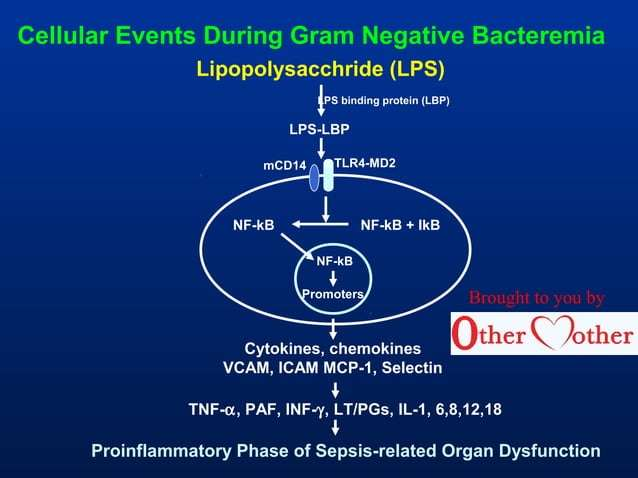 Cellular Events During Gram Negative Bacteremia
Lipopolysacchride (LPS)
LPS binding protein (LBP)
LPS-LBP
mCD14
TLR4-MD2
NF-kB
NF-kB + IkB
NF-kB
Promoters
Brought to you by
Other Mother
Cytokines, chemokines
VCAM, ICAM MCP-1, Selectin
TNF-α, PAF, INF-γ, LT/PGs, IL-1, 6,8,12,18
Proinflammatory Phase of Sepsis-related Organ Dysfunction